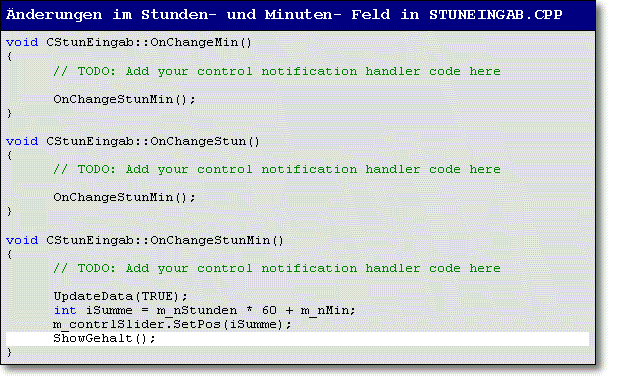 Änderungen im Stunden- und Minuten- Feld in STUNEINGAB.CPP
void CStunEingab::OnChangeMin()
{
// TODO: Add your control notification handler code here
OnChangeStunMin();
}
void CStunEingab::OnChangeStun()
{
// TODO: Add your control notification handler code here
OnChangeStunMin();
}
void CStunEingab::OnChangeStunMin()
{
// TODO: Add your control notification handler code here
UpdateData(TRUE);
int iSumme = m_nStunden * 60 + m_nMin;
m_contrlSlider.SetPos(iSumme);
ShowGehalt();
}